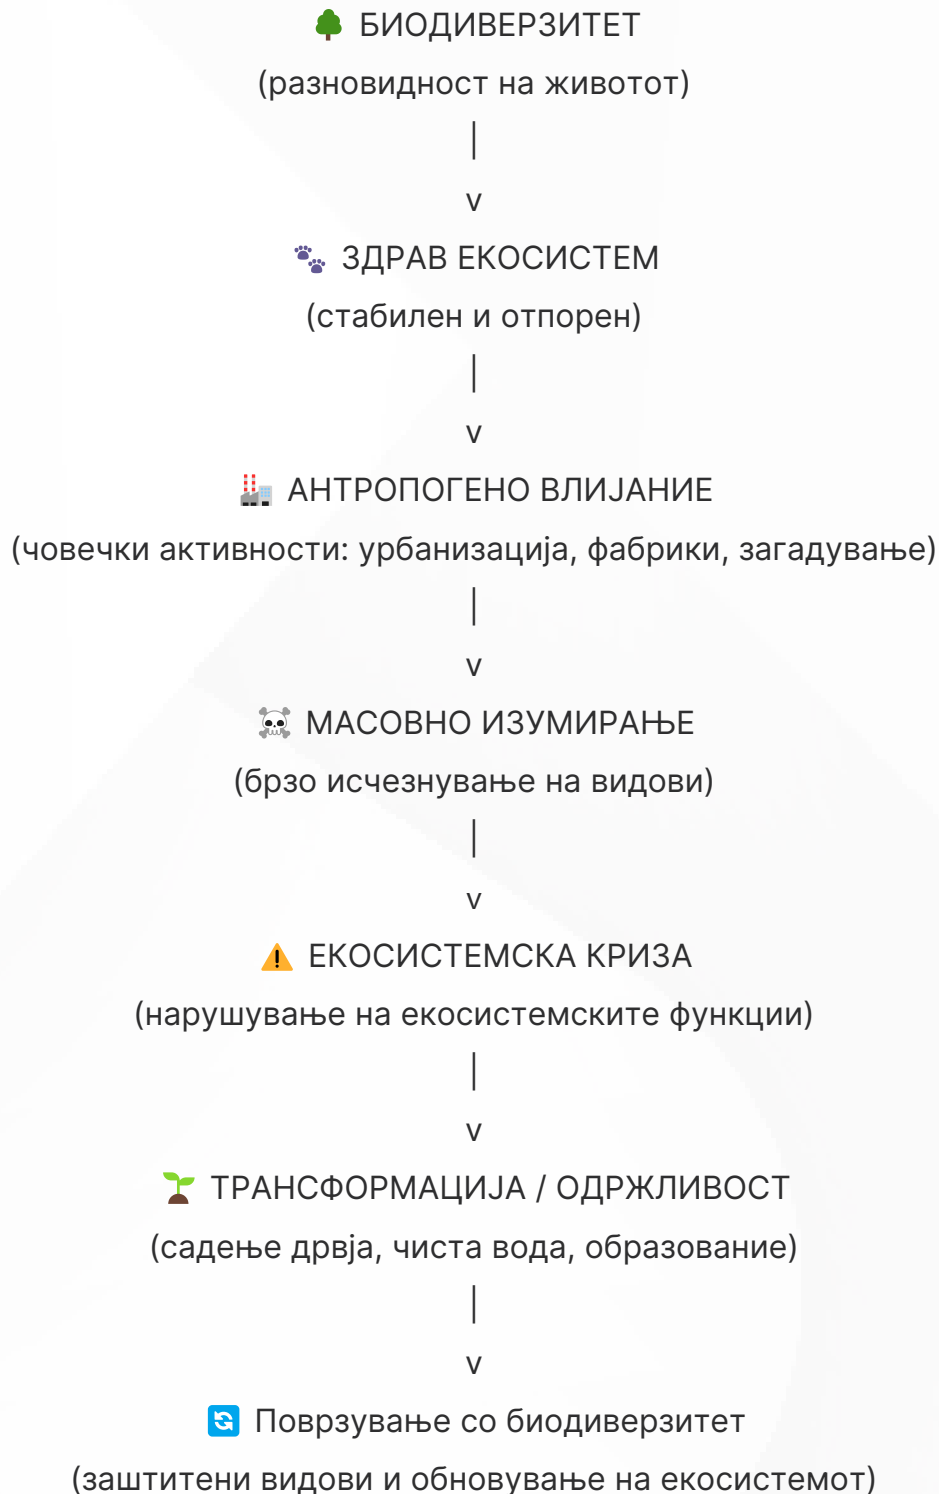 🌳 БИОДИВЕРЗИТЕТ
(разновидност на животот)
|
v
🐾 ЗДРАВ ЕКОСИСТЕМ
(стабилен и отпорен)
|
v
🏭 АНТРОПОГЕНО ВЛИЈАНИЕ
(човечки активности: урбанизација, фабрики, загадување)
|
v
☠️ МАСОВНО ИЗУМИРАЊЕ
(брзо исчезнување на видови)
|
v
⚠️ ЕКОСИСТЕМСКА КРИЗА
(нарушување на екосистемските функции)
|
v
🌱 ТРАНСФОРМАЦИЈА / ОДРЖЛИВОСТ
(садење дрвја, чиста вода, образование)
|
v
🔄 Поврзување со биодиверзитет
(заштитени видови и обновување на екосистемот)